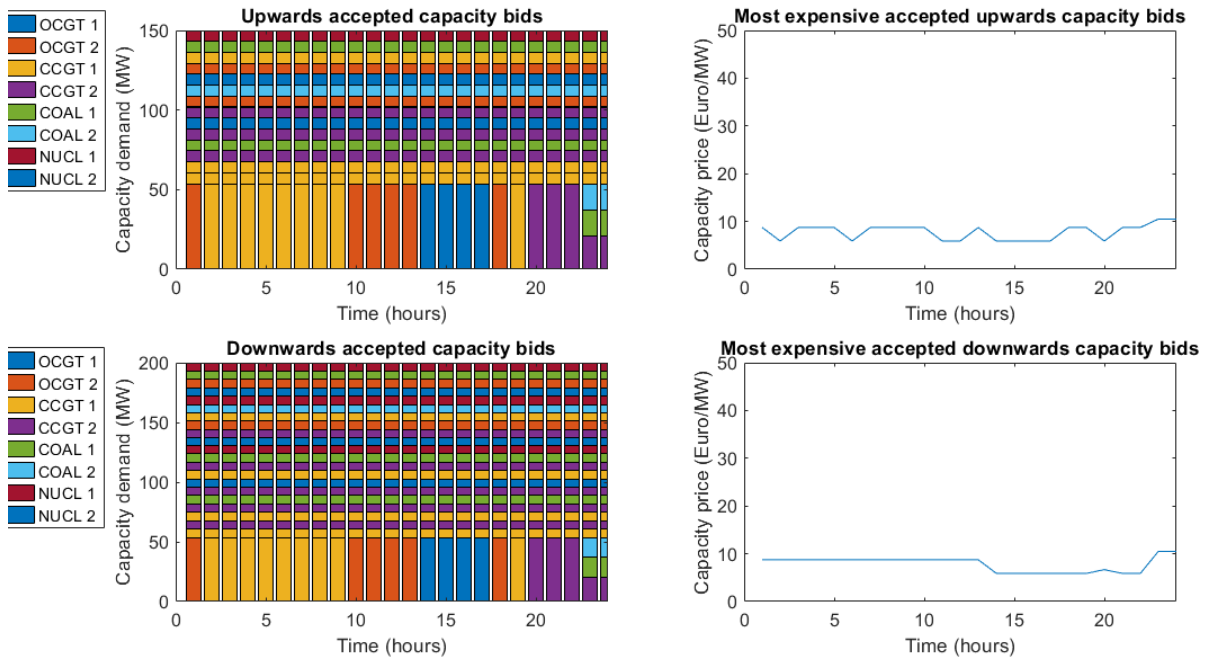 Upwards accepted capacity bids
OCGT 1
OCGT 2
CCGT 1
CCGT 2
COAL 1
COAL 2
NUCL 1
NUCL 2
Capacity demand (MW)
150
100
50
0
0 5 10 15 20
Time (hours)
Most expensive accepted upwards capacity bids
Capacity price (Euro/MW)
50
40
30
20
10
0
0 5 10 15 20
Time (hours)
Downwards accepted capacity bids
OCGT 1
OCGT 2
CCGT 1
CCGT 2
COAL 1
COAL 2
NUCL 1
NUCL 2
Capacity demand (MW)
200
150
100
50
0
0 5 10 15 20
Time (hours)
Most expensive accepted downwards capacity bids
Capacity price (Euro/MW)
50
40
30
20
10
0
0 5 10 15 20
Time (hours)